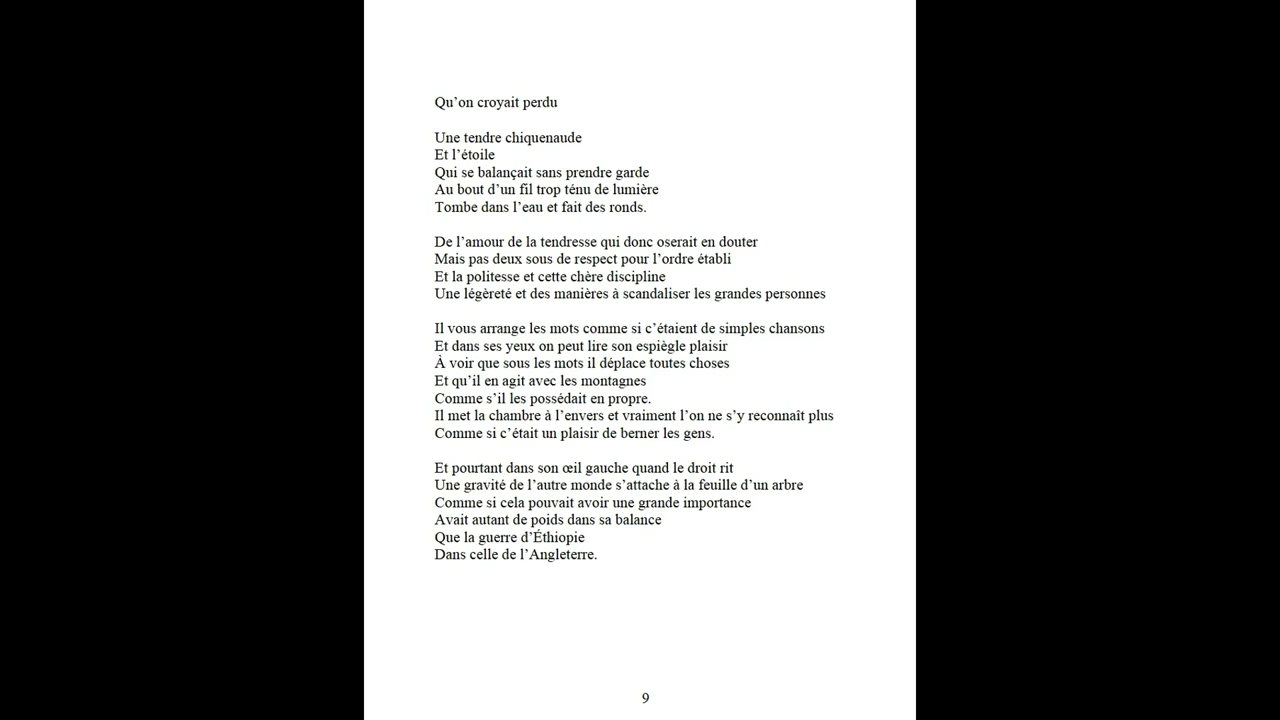 Qu’on croyait perdu
Une tendre chiquenaude
Et l’étoile
Qui se balançait sans prendre garde
Au bout d’un fil trop ténu de lumière
Tombe dans l’eau et fait des ronds.
De l’amour de la tendresse qui donc oserait en douter
Mais pas deux sous de respect pour l’ordre établi
Et la politesse et cette chère discipline
Une légèreté et des manières à scandaliser les grandes personnes
Il vous arrange les mots comme si c’étaient de simples chansons
Et dans ses yeux on peut lire son espiègle plaisir
À voir que sous les mots il déplace toutes choses
Et qu’il en agit avec les montagnes
Comme s’il les possédait en propre.
Il met la chambre à l’envers et vraiment l’on ne s’y reconnaît plus
Comme si c’était un plaisir de berner les gens.
Et pourtant dans son œil gauche quand le droit rit
Une gravité de l’autre monde s’attache à la feuille d’un arbre
Comme si cela pouvait avoir une grande importance
Avait autant de poids dans sa balance
Que la guerre d’Éthiopie
Dans celle de l’Angleterre.
9